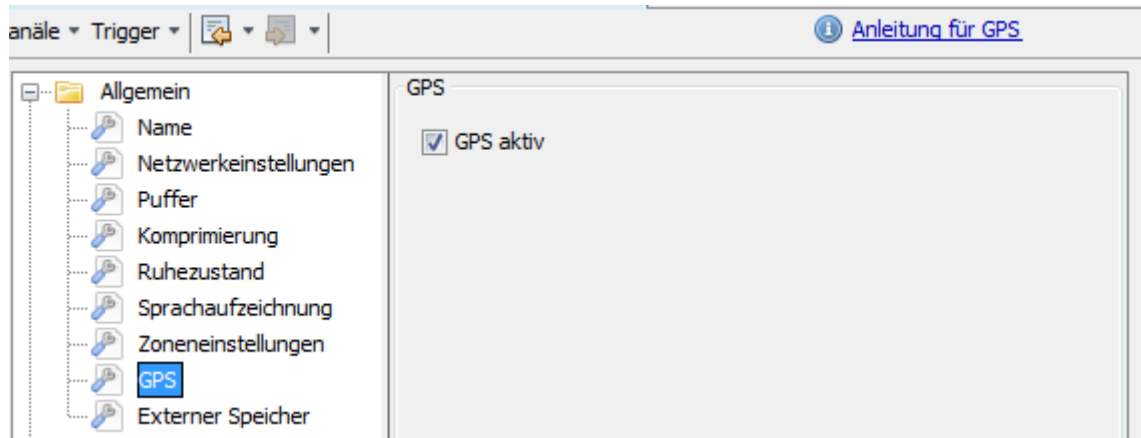 anäle Trigger
Anleitung für GPS
Allgemein
Name
Netzwerkeinstellungen
Puffer
Komprimierung
Ruhezustand
Sprachaufzeichnung
Zoneneinstellungen
GPS
Externer Speicher
GPS
GPS aktiv